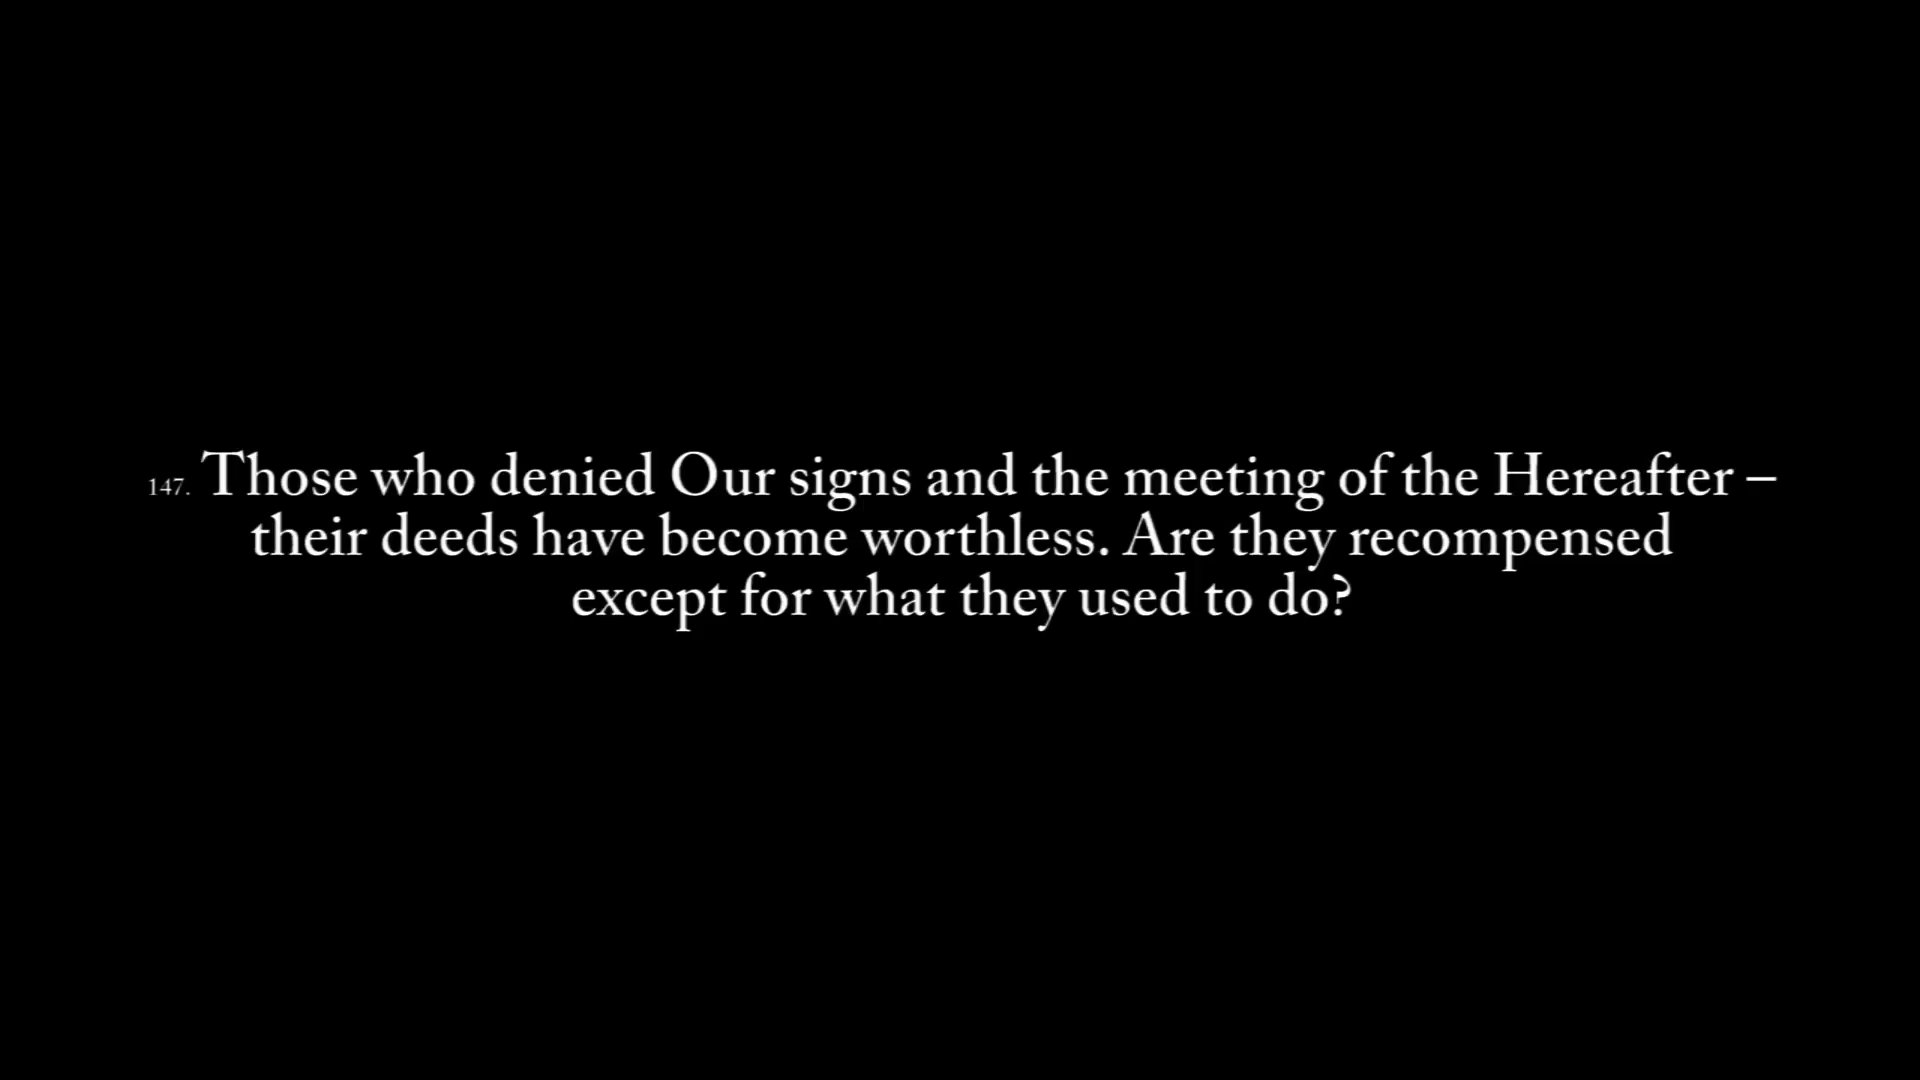 147. Those who denied Our signs and the meeting of the Hereafter –
their deeds have become worthless. Are they recompensed
except for what they used to do?